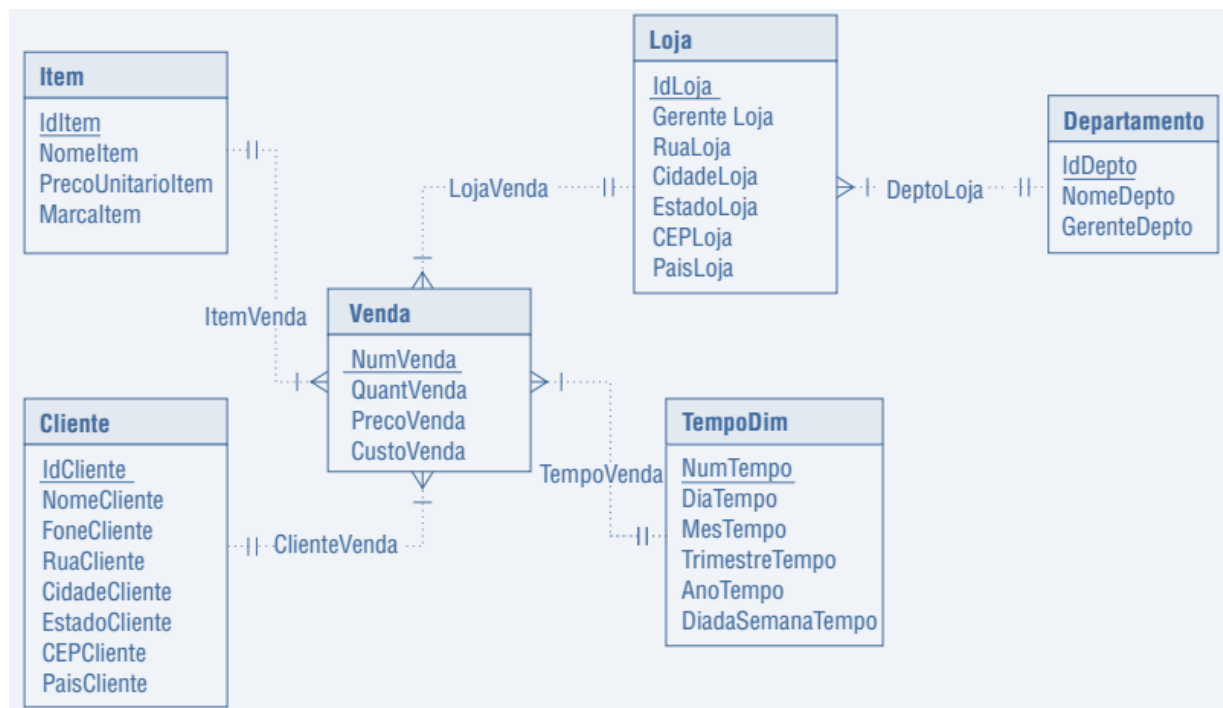 Item
IdItem
NomeItem
PrecoUnitarioItem
MarcaItem
Loja
IdLoja
Gerente Loja
RuaLoja
CidadeLoja
EstadoLoja
CEPLoja
PaisLoja
Departamento
IdDepto
NomeDepto
GerenteDepto
LojaVenda
DeptoLoja
ItemVenda
Venda
NumVenda
QuantVenda
PrecoVenda
CustoVenda
Cliente
IdCliente
NomeCliente
FoneCliente
RuaCliente
CidadeCliente
EstadoCliente
CEPCliente
PaisCliente
ClienteVenda
TempoVenda
TempoDim
NumTempo
DiaTempo
MesTempo
TrimestreTempo
AnoTempo
DiadaSemanaTempo